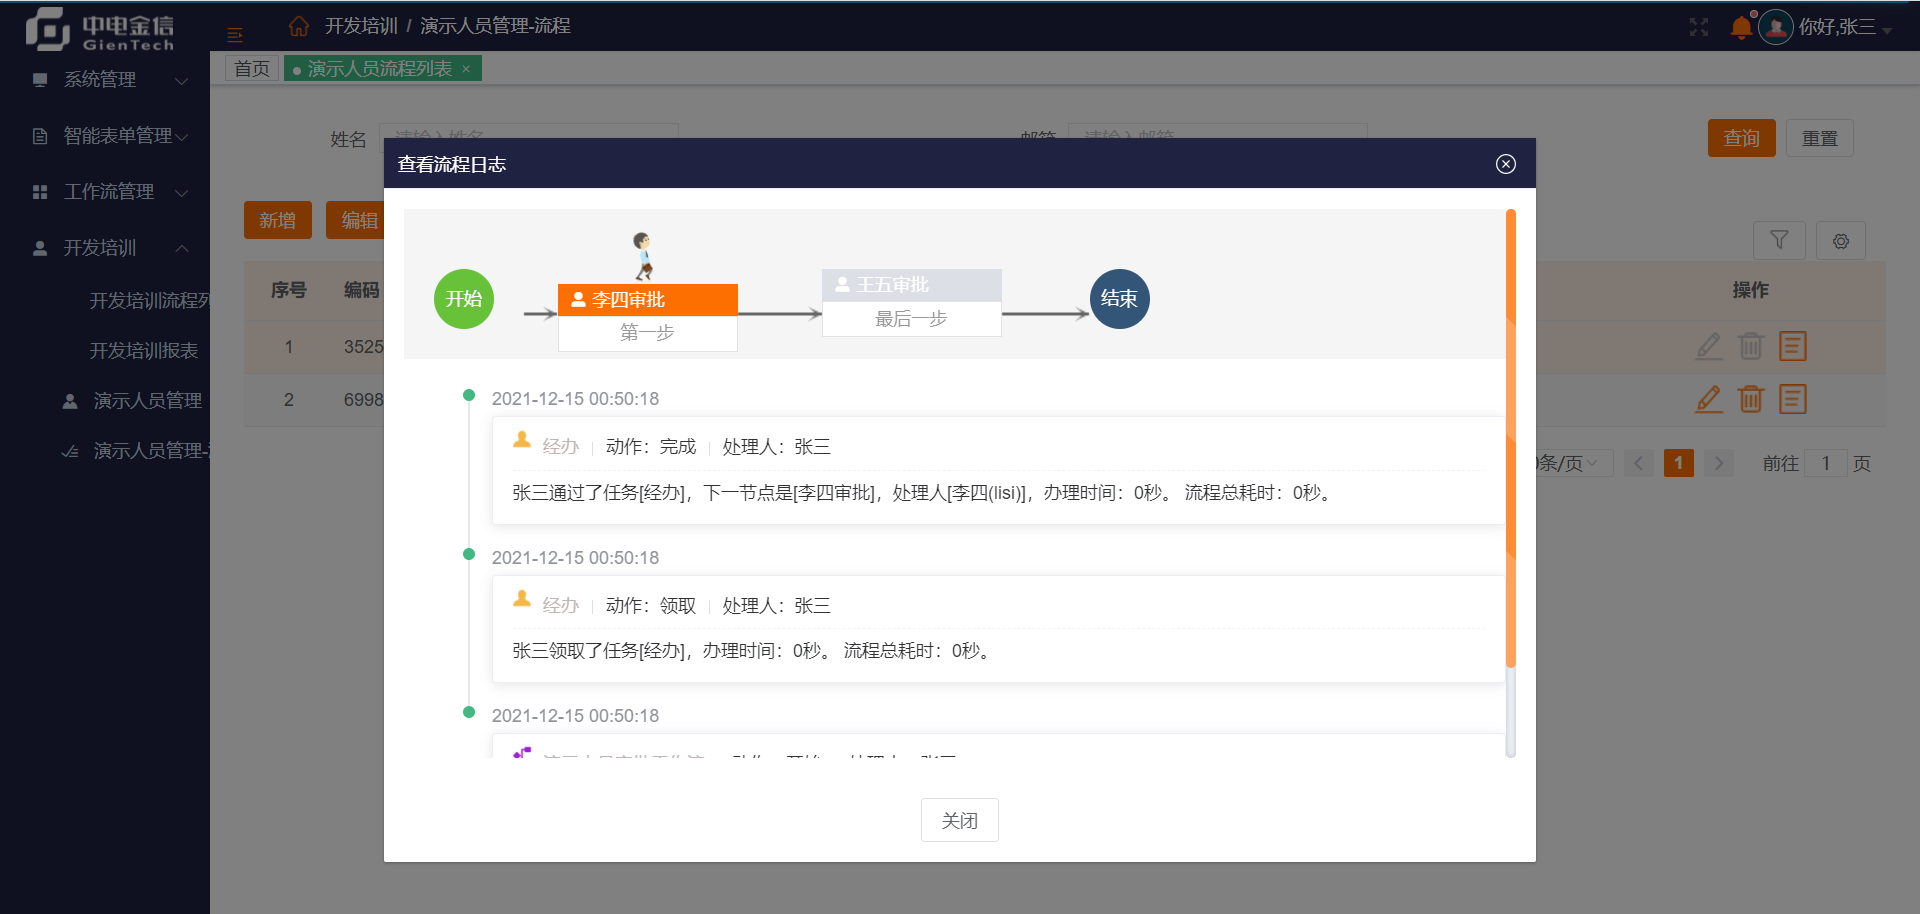 中电金信
GienTech
开发培训 / 演示人员管理-流程
你好,张三
系统管理
智能表单管理
工作流管理
开发培训
开发培训流程列
开发培训报表
演示人员管理
演示人员管理-
首页
演示人员流程列表 ×
姓名
请输入姓名
邮箱
请输入邮箱
查询
重置
新增
编辑
序号
编码
操作
1
3525
2
6998
条/页
1
前往
1
页
查看流程日志
开始
李四审批
第一步
王五审批
最后一步
结束
2021-12-15 00:50:18
经办 动作：完成 处理人：张三
张三通过了任务[经办]，下一节点是[李四审批]，处理人[李四(lisi)]，办理时间：0秒。 流程总耗时：0秒。
2021-12-15 00:50:18
经办 动作：领取 处理人：张三
张三领取了任务[经办]，办理时间：0秒。 流程总耗时：0秒。
2021-12-15 00:50:18
关闭